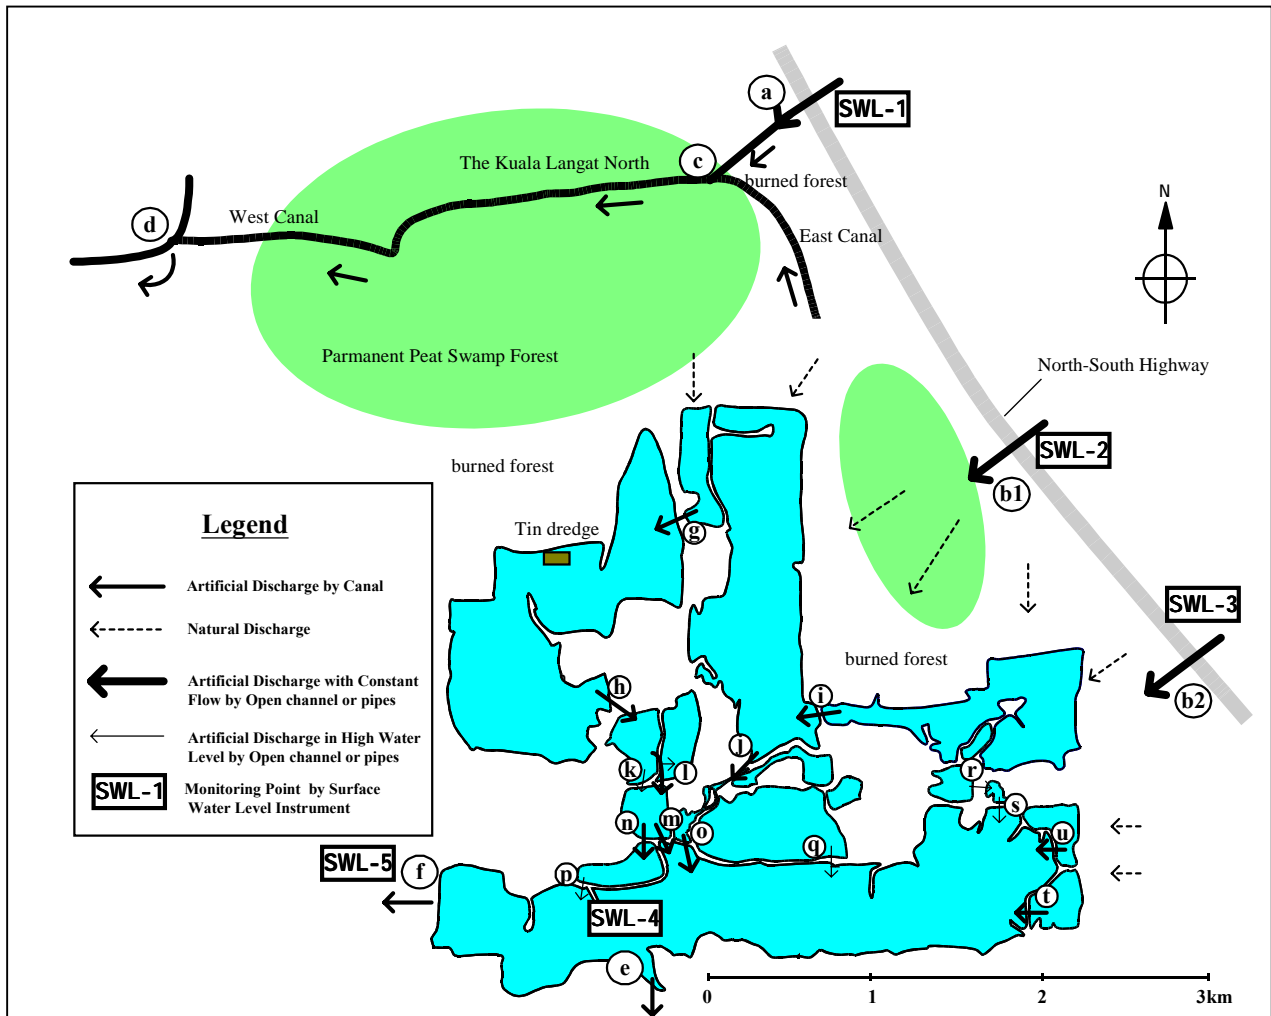 a
SWL-1
The Kuala Langat North
c
burned forest
N
d
West Canal
East Canal
Parmanent Peat Swamp Forest
North-South Highway
SWL-2
b1
burned forest
Legend
Artificial Discharge by Canal
Natural Discharge
Artificial Discharge with Constant
Flow by Open channel or pipes
Artificial Discharge in High Water
Level by Open channel or pipes
SWL-1
Monitoring Point by Surface
Water Level Instrument
Tin dredge
g
SWL-3
burned forest
b2
h
i
j
k
l
r
s
n
m
o
q
u
SWL-5
f
p
t
SWL-4
e
0
1
2
3km